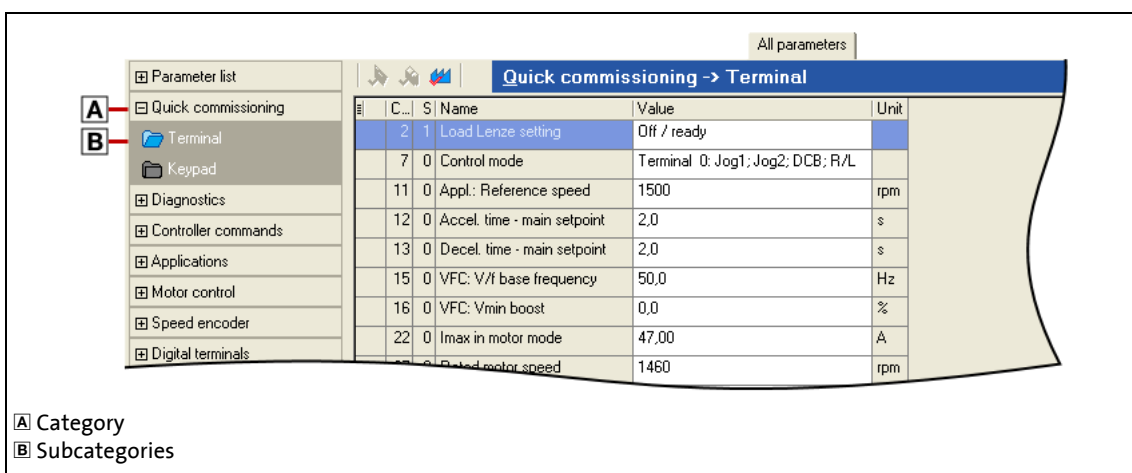 All parameters
Parameter list
Quick commissioning -> Terminal
A Quick commissioning
C... S Name Value Unit
B Terminal
2 1 Load Lenze setting Off / ready
Keypad
7 0 Control mode Terminal 0: Jog1; Jog2; DCB; R/L
Diagnostics
11 0 Appl.: Reference speed 1500 rpm
Controller commands
12 0 Accel. time - main setpoint 2,0 s
Applications
13 0 Decel. time - main setpoint 2,0 s
Motor control
15 0 VFC: V/f base frequency 50,0 Hz
Speed encoder
16 0 VFC: Vmin boost 0,0 %
Digital terminals
22 0 Imax in motor mode 47,00 A
Rated motor speed 1460 rpm
A Category
B Subcategories